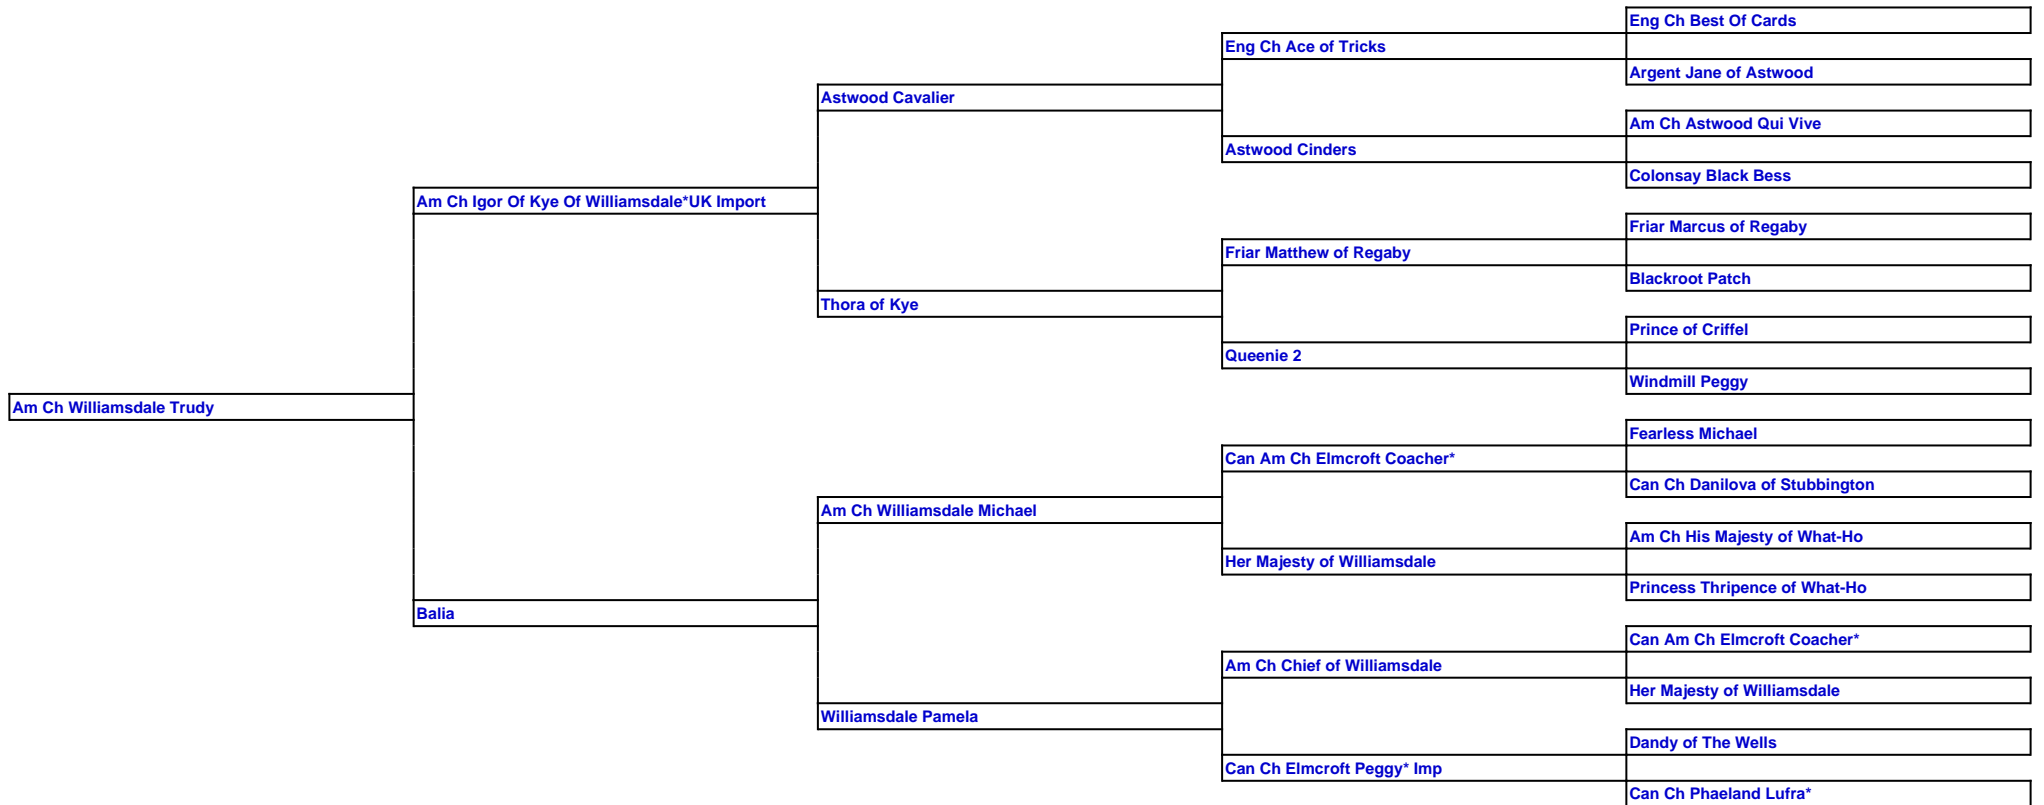 Eng Ch Best Of Cards
Eng Ch Ace of Tricks
Argent Jane of Astwood
Astwood Cavalier
Am Ch Astwood Qui Vive
Astwood Cinders
Colonsay Black Bess
Am Ch Igor Of Kye Of Williamsdale*UK Import
Friar Marcus of Regaby
Friar Matthew of Regaby
Blackroot Patch
Thora of Kye
Prince of Criffel
Queenie 2
Windmill Peggy
Am Ch Williamsdale Trudy
Fearless Michael
Can Am Ch Elmcroft Coacher*
Can Ch Danilova of Stubbington
Am Ch Williamsdale Michael
Am Ch His Majesty of What-Ho
Her Majesty of Williamsdale
Princess Thripence of What-Ho
Balia
Can Am Ch Elmcroft Coacher*
Am Ch Chief of Williamsdale
Her Majesty of Williamsdale
Williamsdale Pamela
Dandy of The Wells
Can Ch Elmcroft Peggy* Imp
Can Ch Phaeland Lufra*